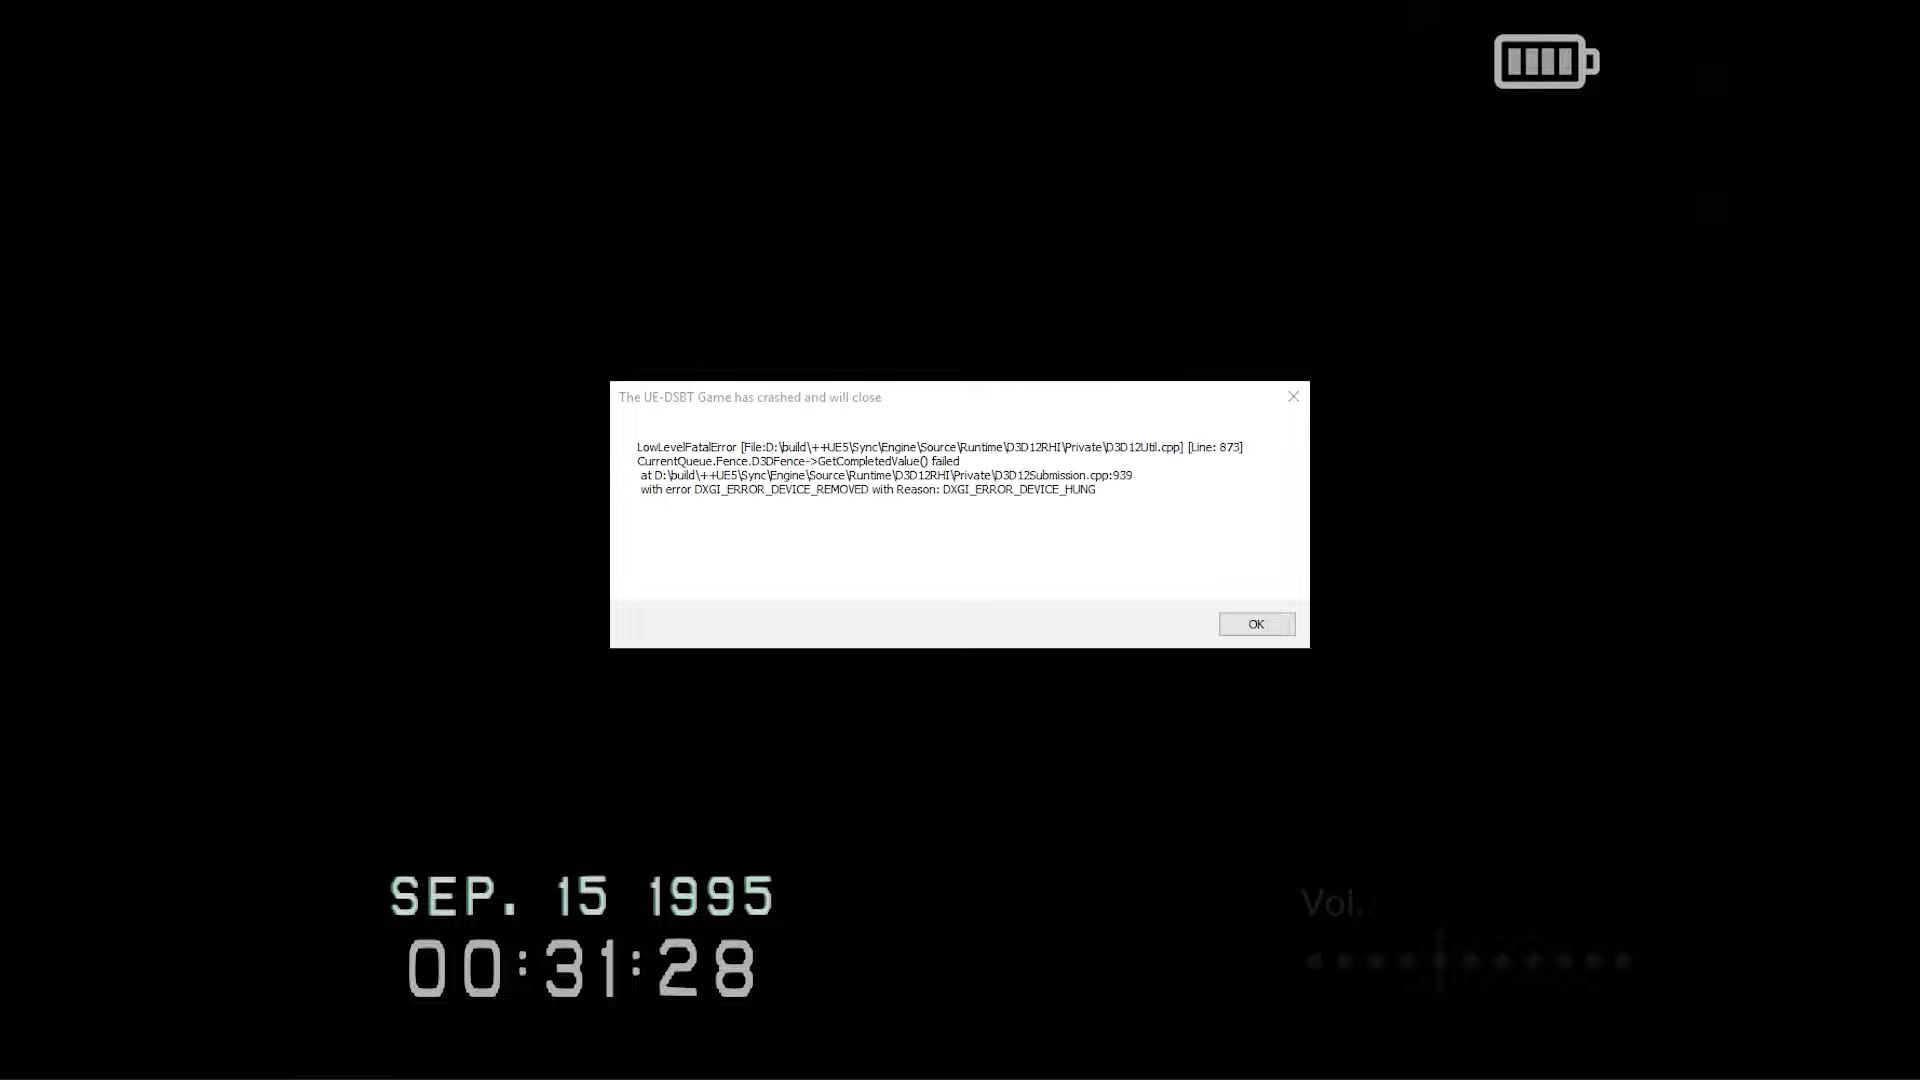 The UE-DSBT Game has crashed and will close
LowLevelFatalError [File:D:\build\++UE5\Sync\Engine\Source\Runtime\D3D12RHI\Private\D3D12Util.cpp] [Line: 873]
CurrentQueue.Fence.D3DFence->GetCompletedValue() failed
at D:\build\++UE5\Sync\Engine\Source\Runtime\D3D12RHI\Private\D3D12Submission.cpp:939
with error DXGI_ERROR_DEVICE_REMOVED with Reason: DXGI_ERROR_DEVICE_HUNG
OK
SEP. 15 1995
Vol.
00:31:28